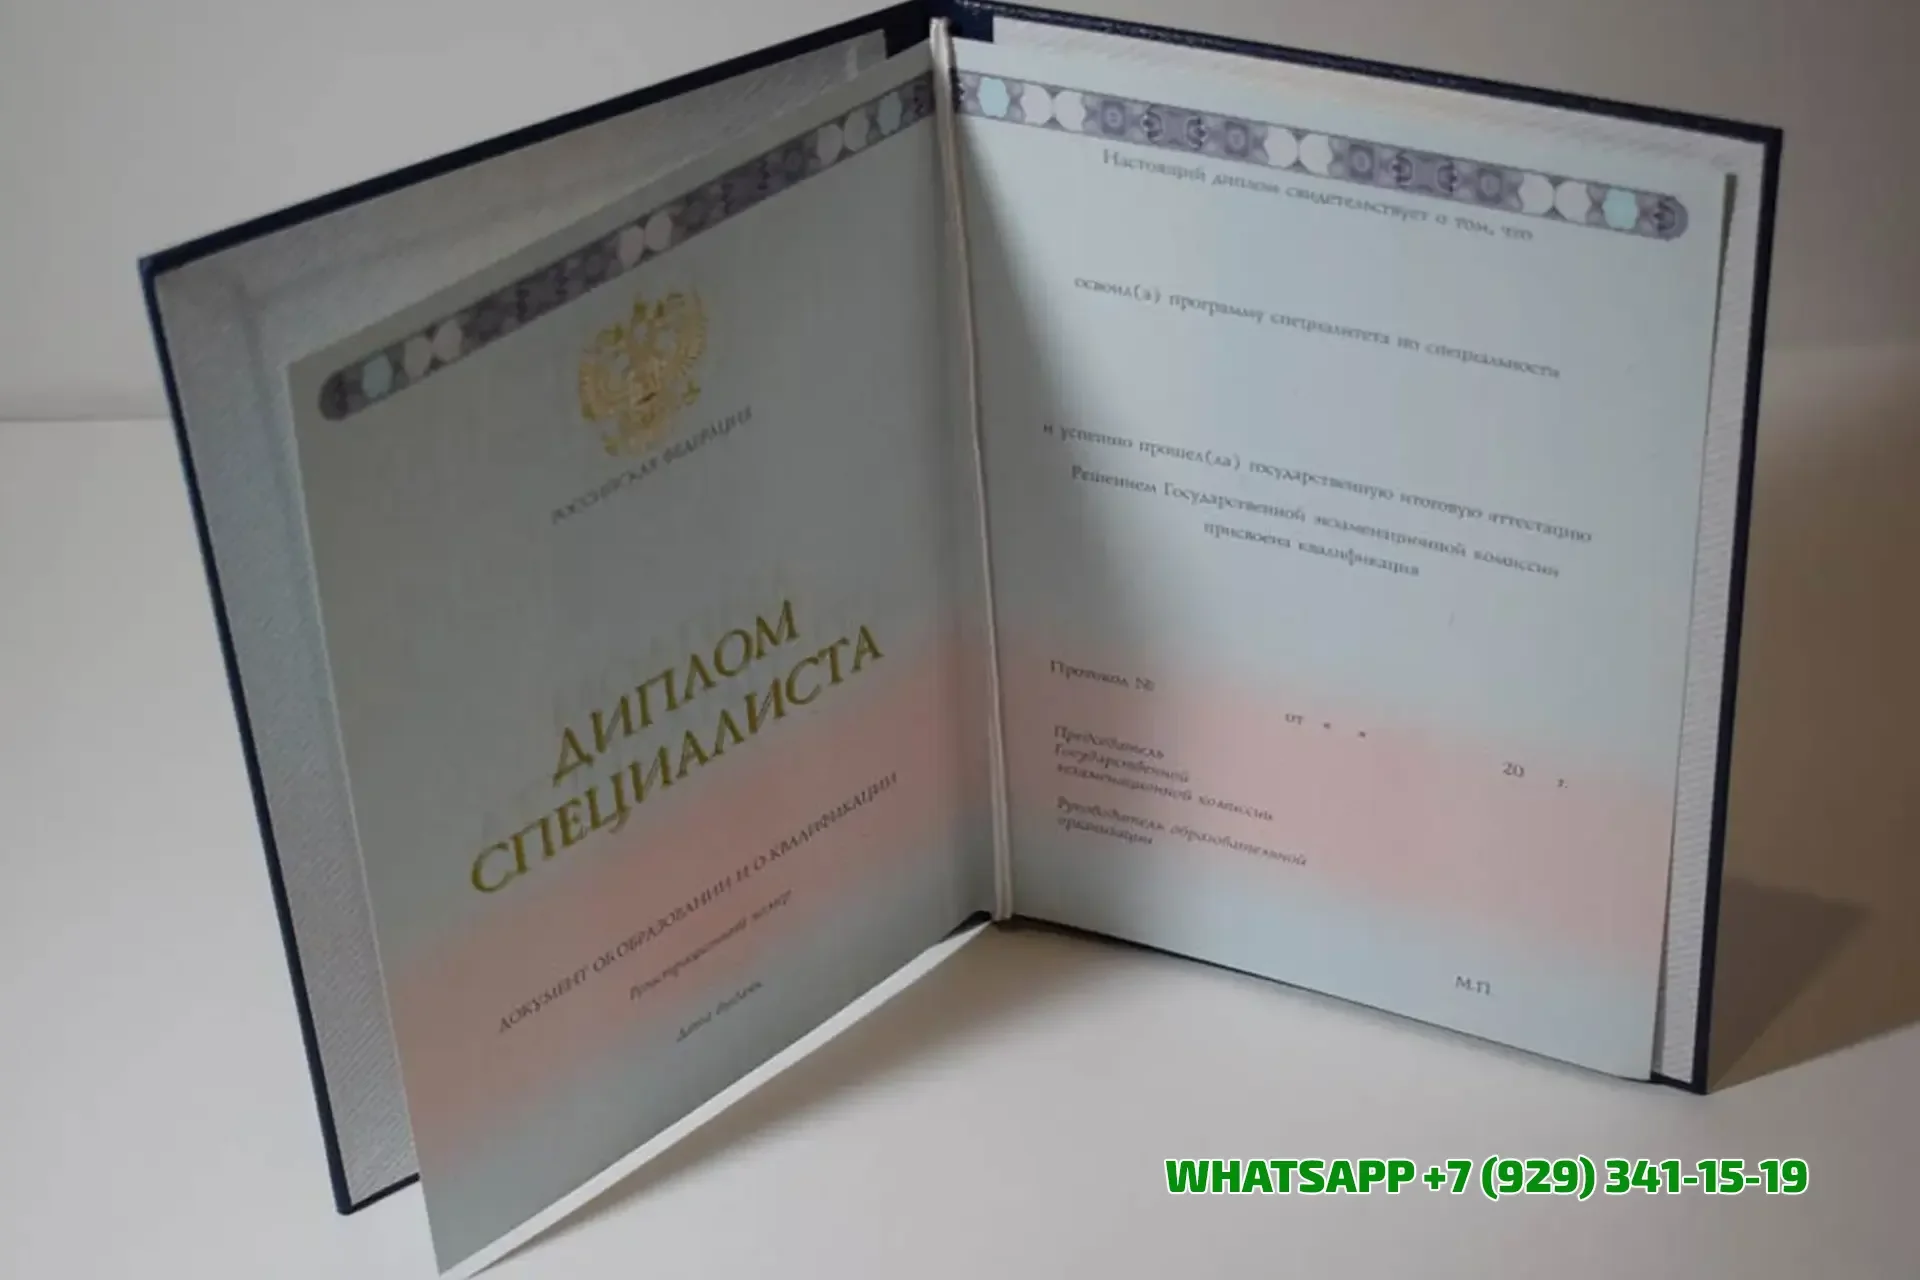 РОССИЙСКАЯ ФЕДЕРАЦИЯ
ДИПЛОМ
СПЕЦИАЛИСТА
ДОКУМЕНТ ОБ ОБРАЗОВАНИИ И О КВАЛИФИКАЦИИ
Регистрационный номер
Дата выдачи
Настоящий диплом свидетельствует о том, что
освоил(а) программу специалитета по специальности
и успешно прошел(ла) государственную итоговую аттестацию
Решением Государственной экзаменационной комиссии
присвоена квалификация
Протокол №
от « » 20 г.
Председатель
Государственной
экзаменационной комиссии
Руководитель образовательной
организации
М.П.
WHATSAPP +7 (929) 341-15-19